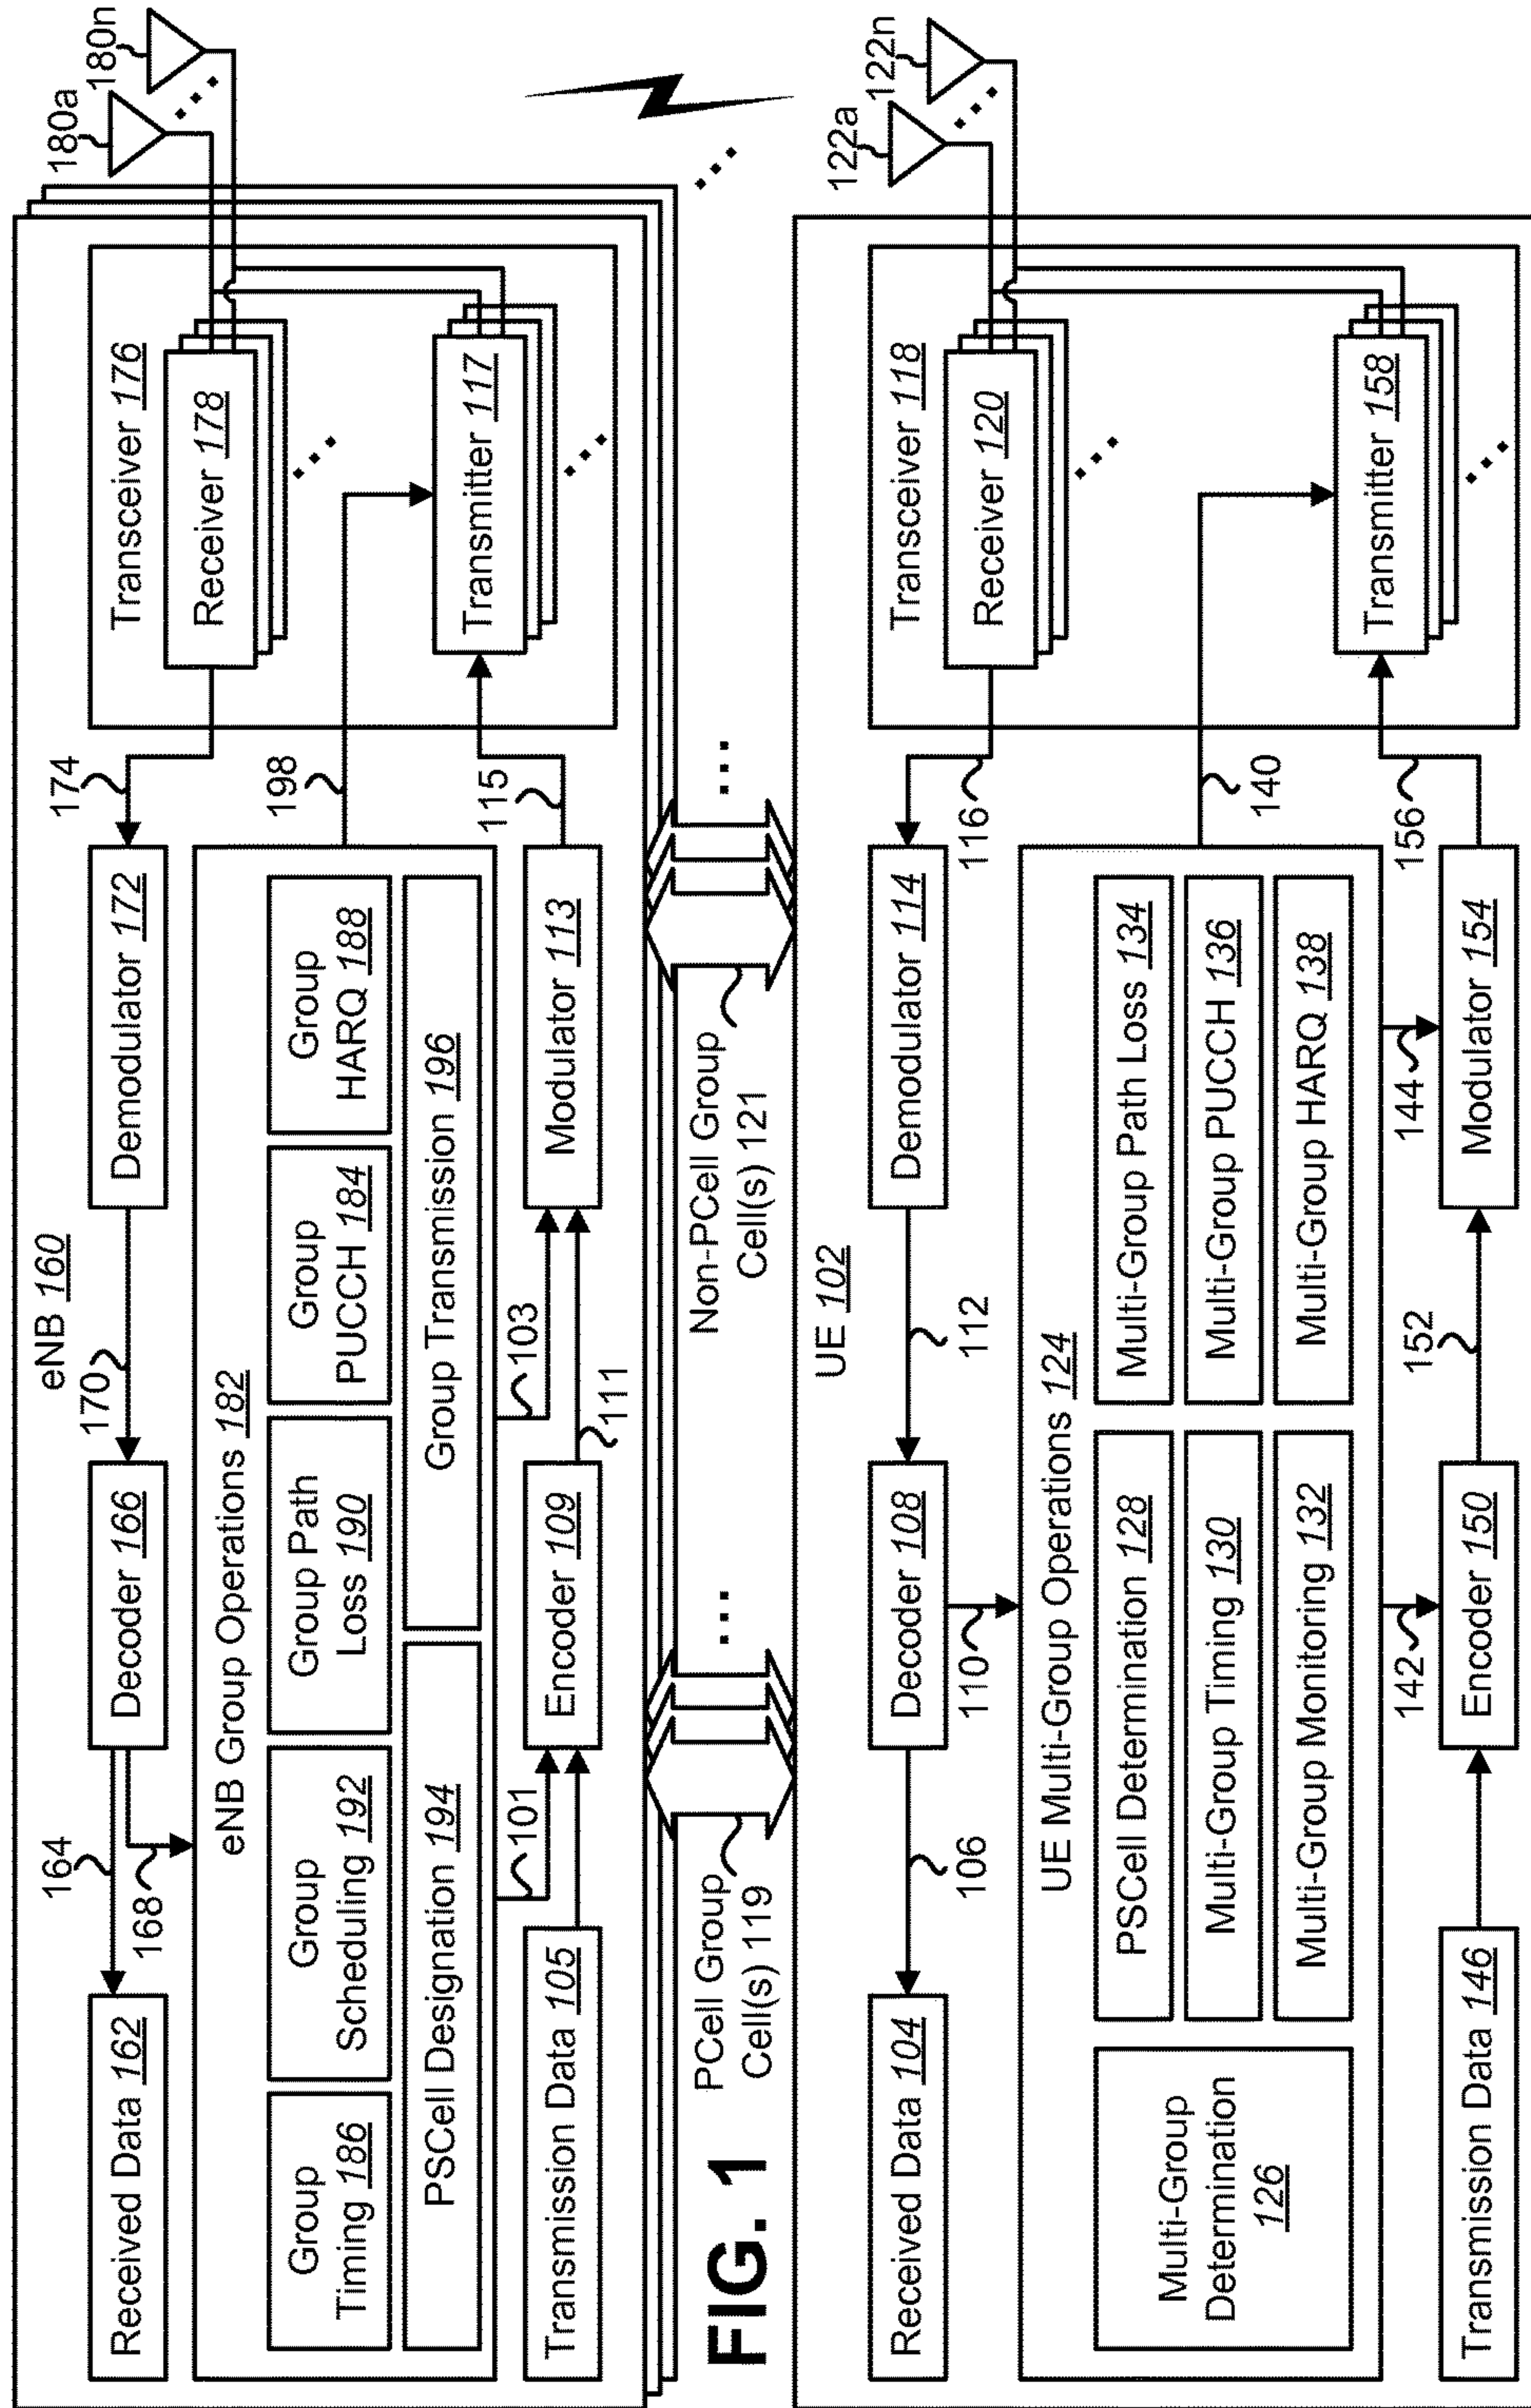 eNB 160
Received Data 162
164
168
Decoder 166
170
Demodulator 172
174
Transceiver 176
Receiver 178
180a
180n
eNB Group Operations 182
Group
Timing 186
Group
Scheduling 192
Group Path
Loss 190
Group
PUCCH 184
Group
HARQ 188
198
PSCell Designation 194
Group Transmission 196
101
103
Transmission Data 105
Encoder 109
111
Modulator 113
115
Transmitter 117
FIG. 1
PCell Group
Cell(s) 119
...
Non-PCell Group
Cell(s) 121
...
UE 102
Received Data 104
106
Decoder 108
110
112
Demodulator 114
116
Transceiver 118
Receiver 120
122a
122n
UE Multi-Group Operations 124
Multi-Group
Determination
126
PSCell Determination 128
Multi-Group Timing 130
Multi-Group Monitoring 132
Multi-Group Path Loss 134
Multi-Group PUCCH 136
Multi-Group HARQ 138
140
142
144
Transmission Data 146
Encoder 150
152
Modulator 154
156
Transmitter 158